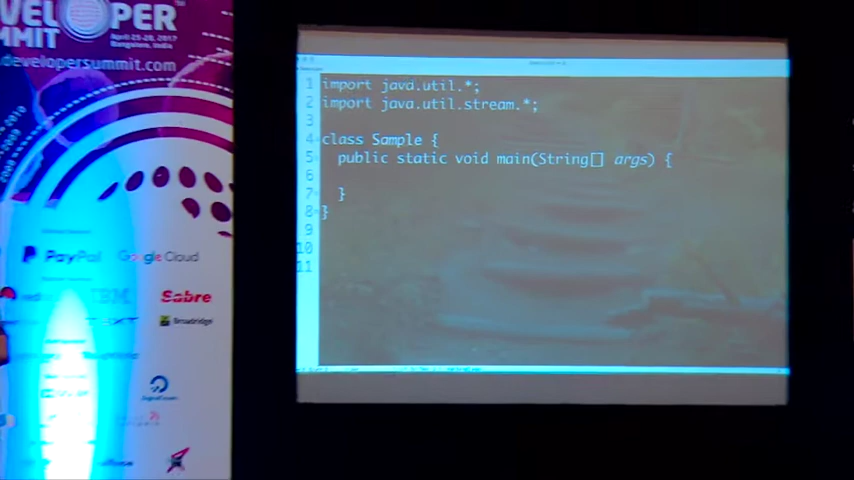 VELOPER
MMIT
April 25-28, 2017
Bangalore, India
developersummit.com
PayPal
Google Cloud
IBM
Sabre
Broadridge
DigitalOcean
1 import java.util.*;
2 import java.util.stream.*;
3
4 class Sample {
5 public static void main(String[] args) {
6
7 }
8 }
9
10
11